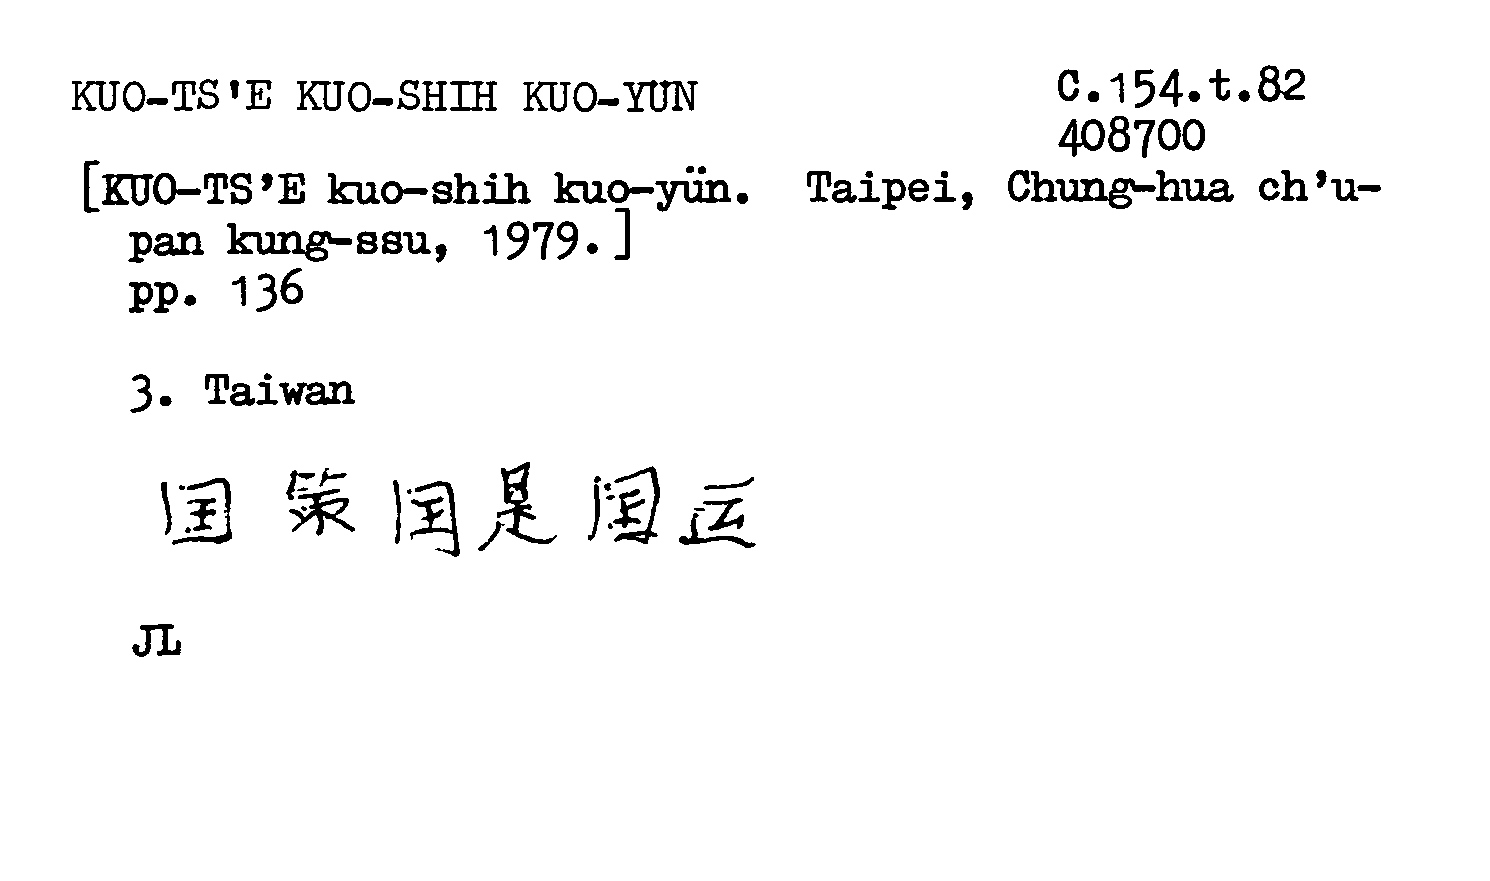 KUO-TS'E KUO-SHIH KUO-YUN
C.154.t.82
408700
[KUO-TS'E kuo-shih kuo-yün. Taipei, Chung-hua ch'u-
pan kung-ssu, 1979.]
pp. 136
3. Taiwan
国策国是国运
JL